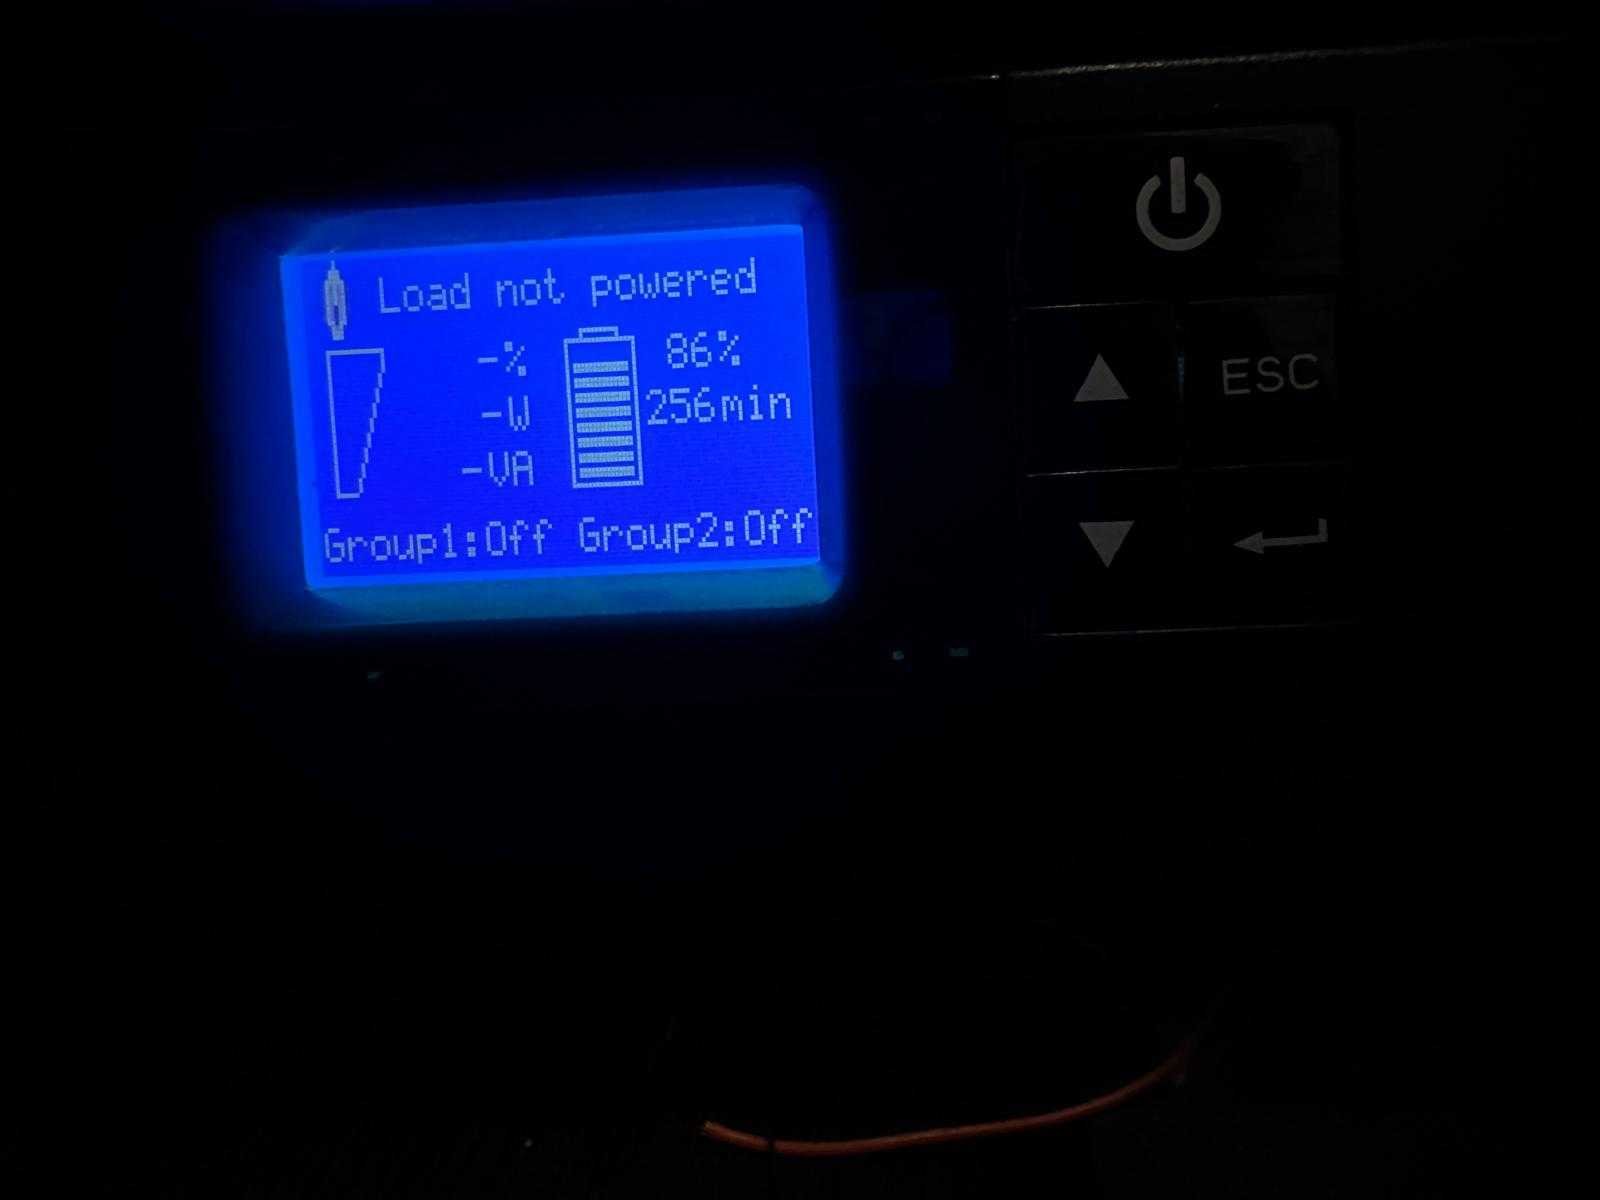 Load not powered
-% 86%
-W 256min
-VA
Group1:Off Group2:Off
ESC